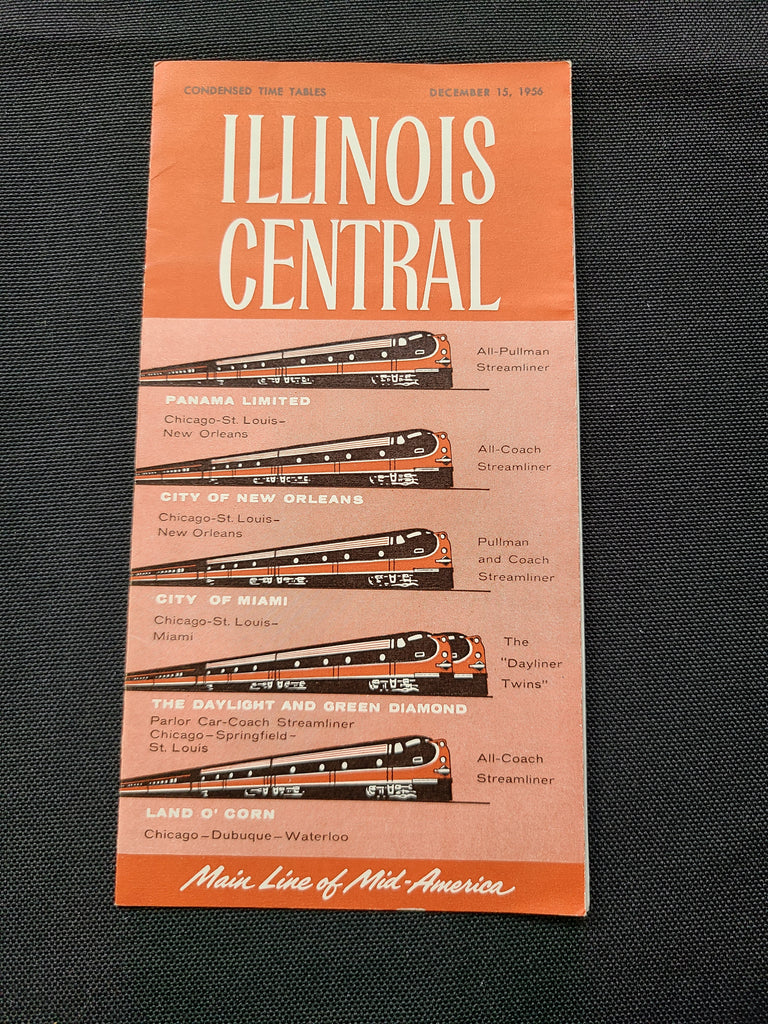 CONDENSED TIME TABLES DECEMBER 15, 1956
ILLINOIS
CENTRAL
All-Pullman
Streamliner
PANAMA LIMITED
Chicago-St. Louis-
New Orleans
All-Coach
Streamliner
CITY OF NEW ORLEANS
Chicago-St. Louis-
New Orleans
Pullman
and Coach
Streamliner
CITY OF MIAMI
Chicago-St. Louis-
Miami
The
"Dayliner
Twins"
THE DAYLIGHT AND GREEN DIAMOND
Parlor Car-Coach Streamliner
Chicago-Springfield-
St. Louis
All-Coach
Streamliner
LAND O' CORN
Chicago-Dubuque-Waterloo
Main Line of Mid-America